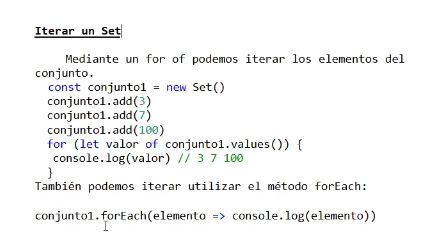 Iterar un Set
Mediante un for of podemos iterar los elementos del
conjunto.
const conjunto1 = new Set()
conjunto1.add(3)
conjunto1.add(7)
conjunto1.add(100)
for (let valor of conjunto1.values()) {
console.log(valor) // 3 7 100
}
También podemos iterar utilizar el método forEach:
conjunto1.forEach(elemento => console.log(elemento))